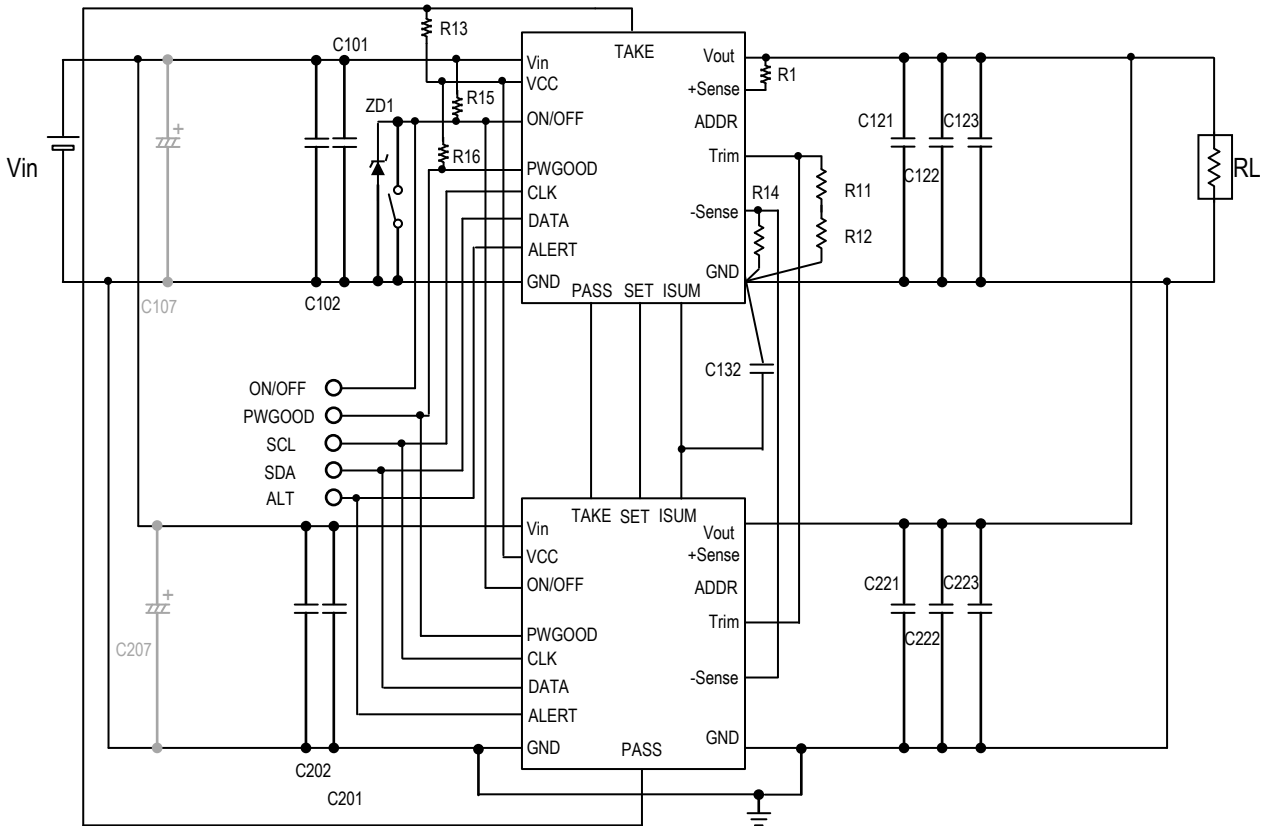 R13
C101
TAKE
Vin
VCC
R15
ZD1
ON/OFF
R16
PWGOOD
CLK
DATA
ALERT
GND
PASS SET ISUM
Vout
R1
+Sense
ADDR
Trim
R14
-Sense
R11
R12
GND
C121
C123
C122
RL
Vin
+
C107
C102
C132
ON/OFF
PWGOOD
SCL
SDA
ALT
TAKE SET ISUM
Vin
VCC
ON/OFF
PWGOOD
CLK
DATA
ALERT
GND
PASS
Vout
+Sense
ADDR
Trim
-Sense
GND
C221
C223
C222
+
C207
C202
C201